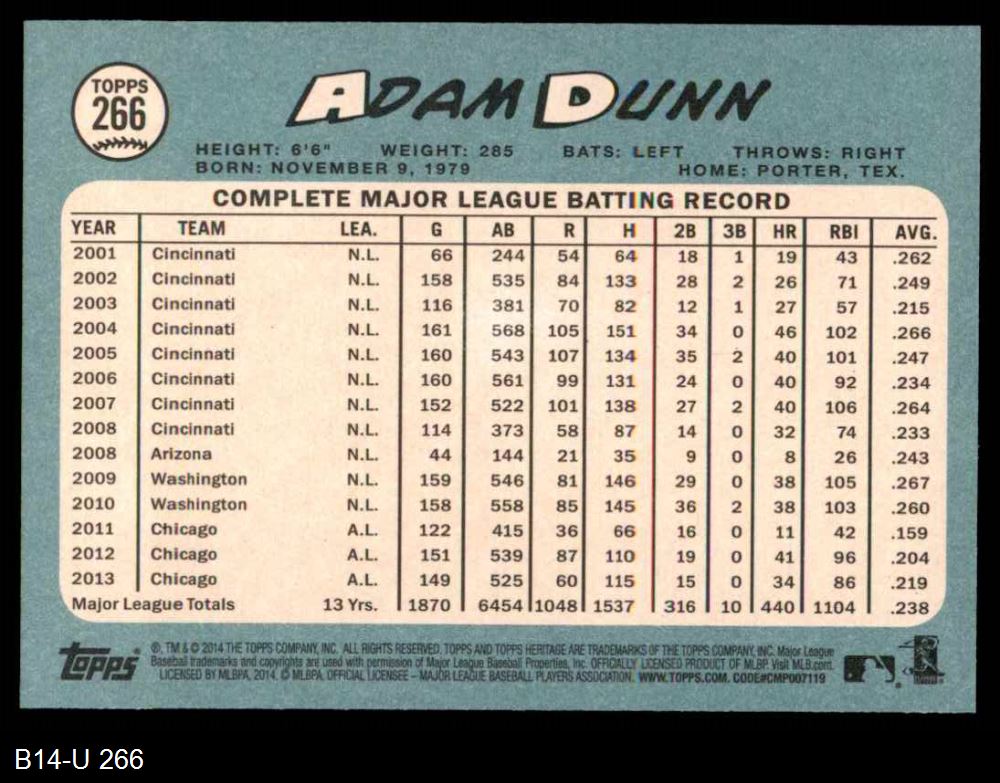 TOPPS
266
ADAM DUNN
HEIGHT: 6'6" WEIGHT: 285 BATS: LEFT THROWS: RIGHT
BORN: NOVEMBER 9, 1979 HOME: PORTER, TEX.
COMPLETE MAJOR LEAGUE BATTING RECORD
YEAR TEAM LEA. G AB R H 2B 3B HR RBI AVG.
2001 Cincinnati N.L. 66 244 54 64 18 1 19 43 .262
2002 Cincinnati N.L. 158 535 84 133 28 2 26 71 .249
2003 Cincinnati N.L. 116 381 70 82 12 1 27 57 .215
2004 Cincinnati N.L. 161 568 105 151 34 0 46 102 .266
2005 Cincinnati N.L. 160 543 107 134 35 2 40 101 .247
2006 Cincinnati N.L. 160 561 99 131 24 0 40 92 .234
2007 Cincinnati N.L. 152 522 101 138 27 2 40 106 .264
2008 Cincinnati N.L. 114 373 58 87 14 0 32 74 .233
2008 Arizona N.L. 44 144 21 35 9 0 8 26 .243
2009 Washington N.L. 159 546 81 146 29 0 38 105 .267
2010 Washington N.L. 158 558 85 145 36 2 38 103 .260
2011 Chicago A.L. 122 415 36 66 16 0 11 42 .159
2012 Chicago A.L. 151 539 87 110 19 0 41 96 .204
2013 Chicago A.L. 149 525 60 115 15 0 34 86 .219
Major League Totals 13 Yrs. 1870 6454 1048 1537 316 10 440 1104 .238
Topps
®, TM & © 2014 THE TOPPS COMPANY, INC. ALL RIGHTS RESERVED. TOPPS AND TOPPS HERITAGE ARE TRADEMARKS OF THE TOPPS COMPANY, INC. Major League
Baseball trademarks and copyrights are used with permission of Major League Baseball Properties, Inc. OFFICIALLY LICENSED PRODUCT OF MLBP. Visit MLB.com.
LICENSED BY MLBPA, 2014. © MLBPA, OFFICIAL LICENSEE – MAJOR LEAGUE BASEBALL PLAYERS ASSOCIATION. WWW.TOPPS.COM. CODE#CMP007119
B14-U 266